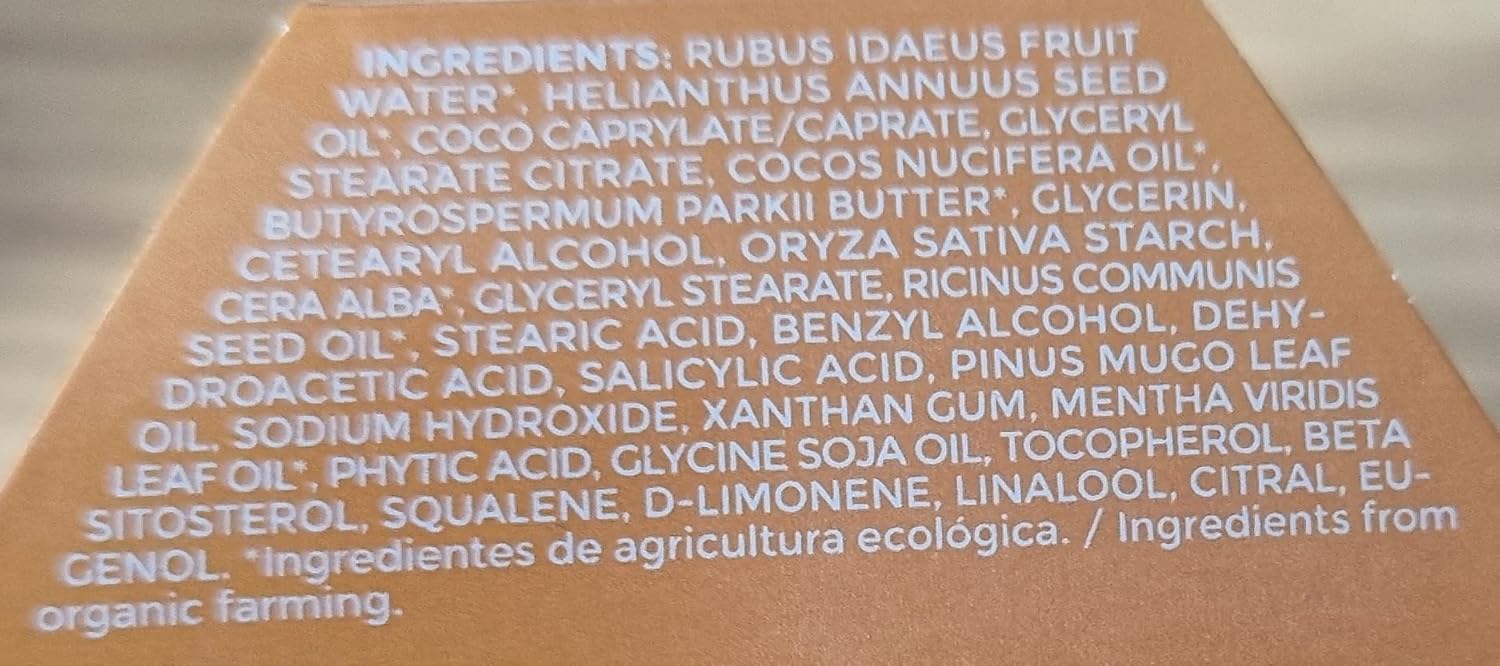 INGREDIENTS: RUBUS IDAEUS FRUIT
WATER*, HELIANTHUS ANNUUS SEED
OIL*, COCO CAPRYLATE/CAPRATE, GLYCERYL
STEARATE CITRATE, COCOS NUCIFERA OIL*,
BUTYROSPERMUM PARKII BUTTER*, GLYCERIN,
CETEARYL ALCOHOL, ORYZA SATIVA STARCH,
CERA ALBA*, GLYCERYL STEARATE, RICINUS COMMUNIS
SEED OIL*, STEARIC ACID, BENZYL ALCOHOL, DEHY-
DROACETIC ACID, SALICYLIC ACID, PINUS MUGO LEAF
OIL, SODIUM HYDROXIDE, XANTHAN GUM, MENTHA VIRIDIS
LEAF OIL*, PHYTIC ACID, GLYCINE SOJA OIL, TOCOPHEROL, BETA
SITOSTEROL, SQUALENE, D-LIMONENE, LINALOOL, CITRAL, EU-
GENOL. *Ingredientes de agricultura ecológica. / Ingredients from
organic farming.